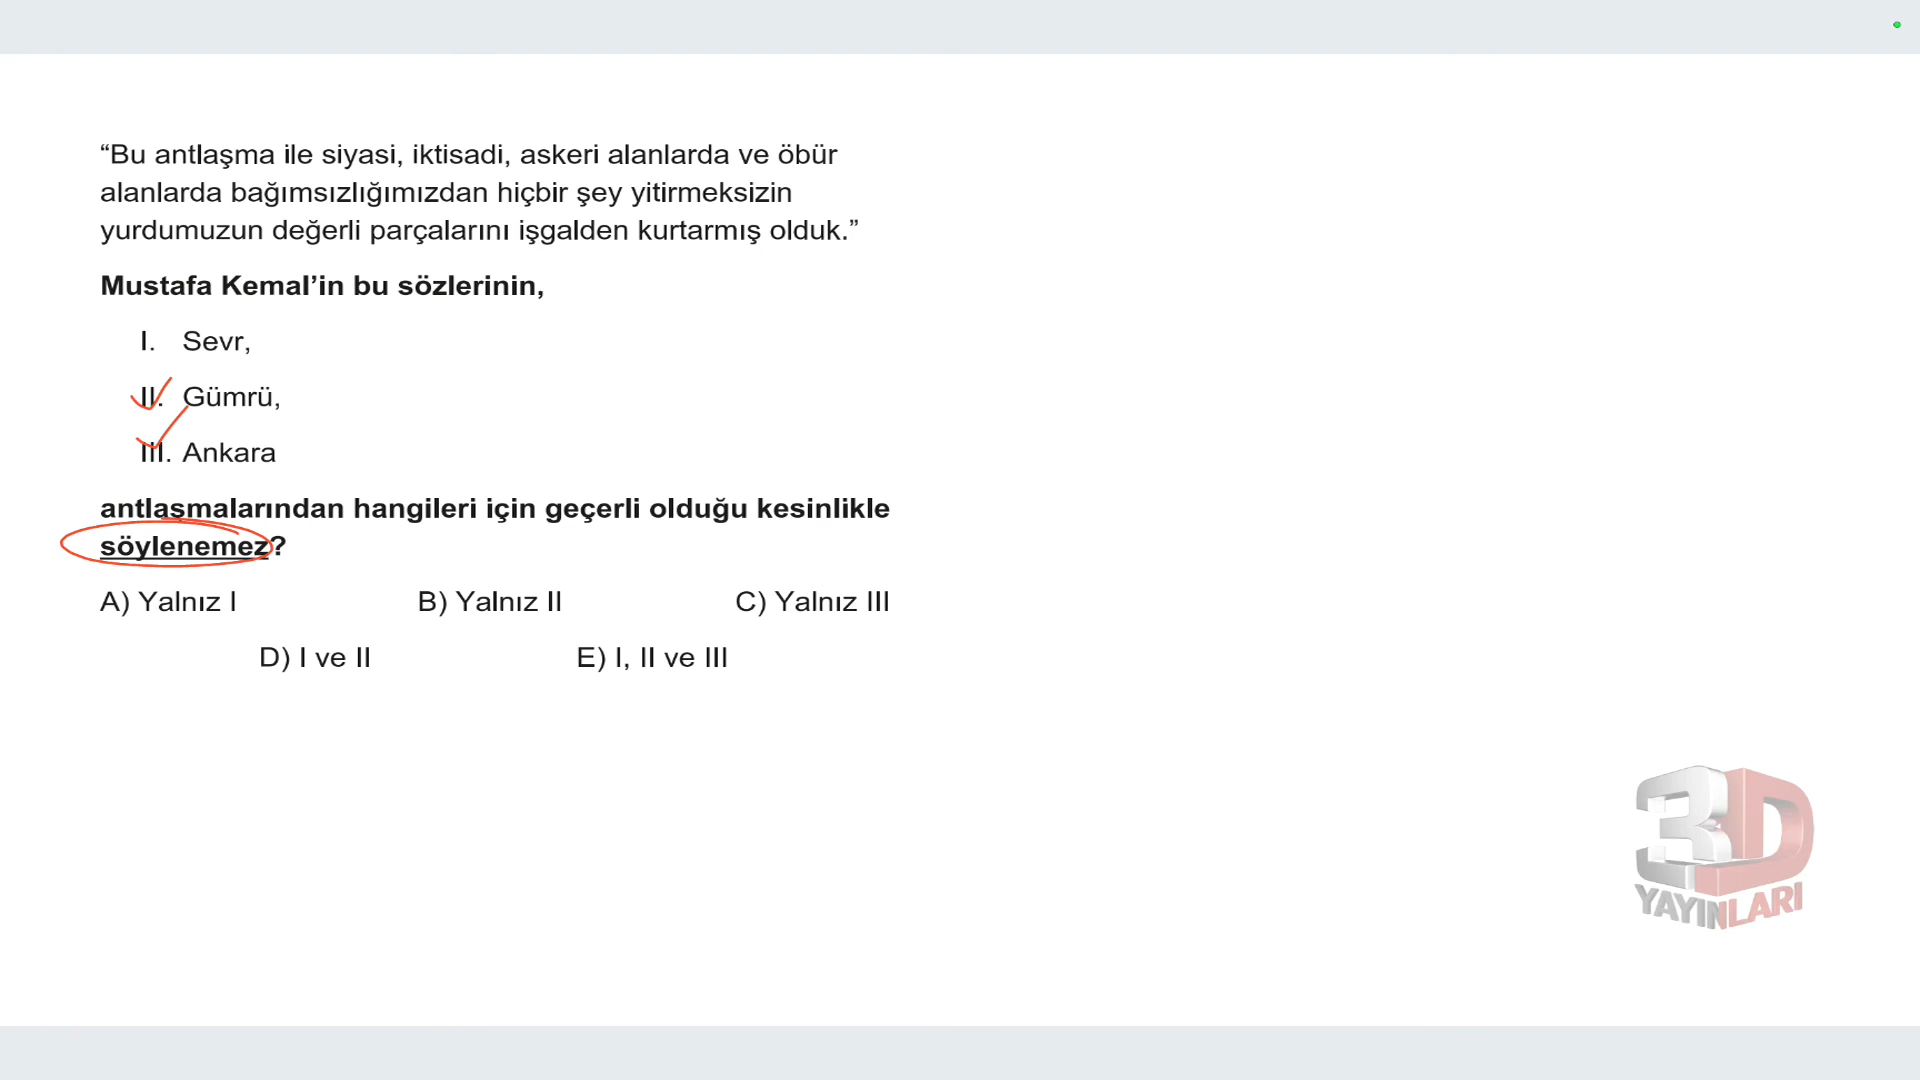 “Bu antlaşma ile siyasi, iktisadi, askeri alanlarda ve öbür
alanlarda bağımsızlığımızdan hiçbir şey yitirmeksizin
yurdumuzun değerli parçalarını işgalden kurtarmış olduk.”
Mustafa Kemal’in bu sözlerinin,
I. Sevr,
II. Gümrü,
III. Ankara
antlaşmalarından hangileri için geçerli olduğu kesinlikle
söylenemez?
A) Yalnız I B) Yalnız II C) Yalnız III
D) I ve II E) I, II ve III
3D
YAYINLARI